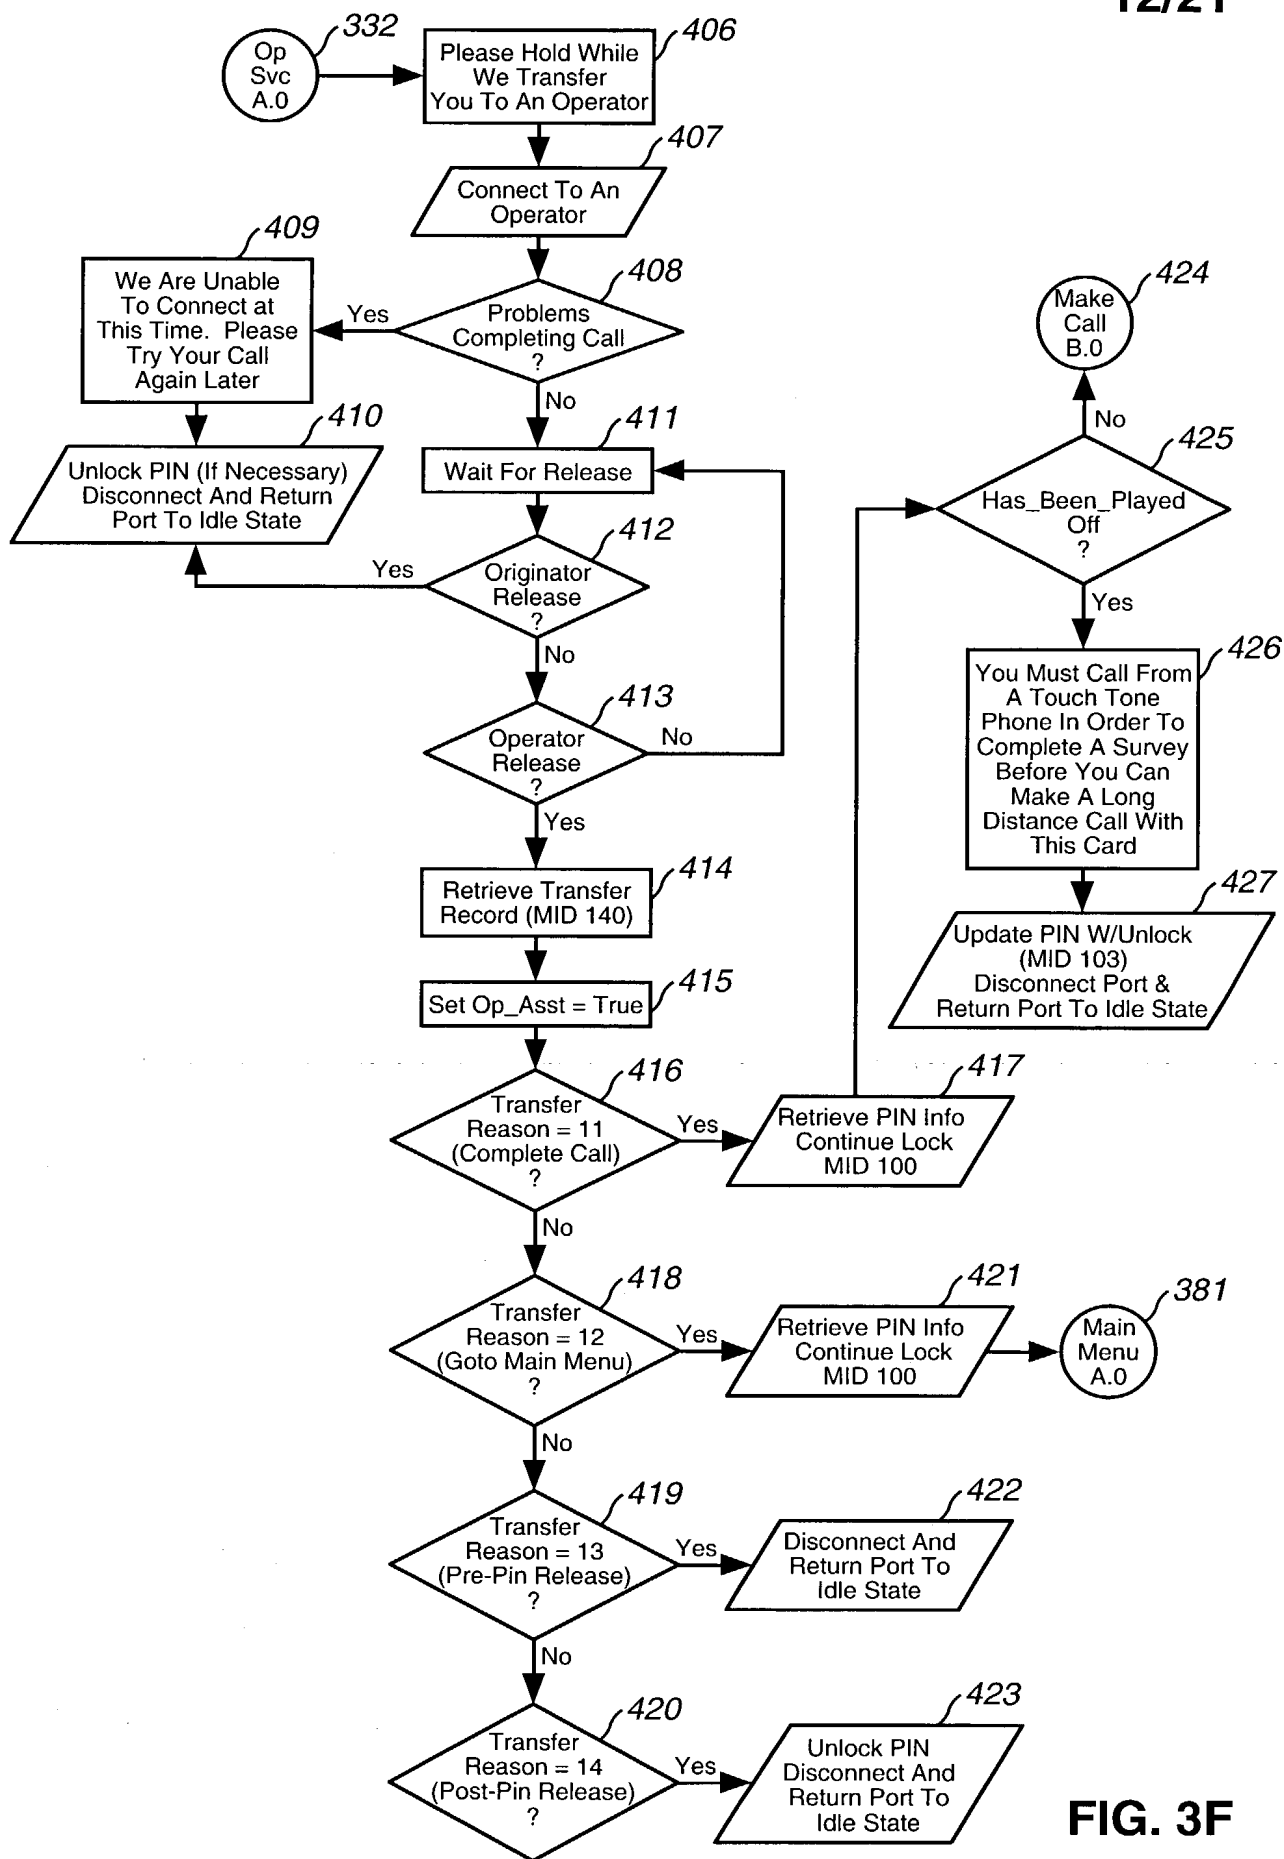 12/21
332
Op
Svc
A.0
406
Please Hold While
We Transfer
You To An Operator
407
Connect To An
Operator
409
We Are Unable
To Connect at
This Time. Please
Try Your Call
Again Later
408
Problems
Completing Call
?
Yes
No
410
Unlock PIN (If Necessary)
Disconnect And Return
Port To Idle State
411
Wait For Release
412
Originator
Release
?
Yes
No
413
Operator
Release
?
No
Yes
414
Retrieve Transfer
Record (MID 140)
415
Set Op_Asst = True
416
Transfer
Reason = 11
(Complete Call)
?
Yes
No
417
Retrieve PIN Info
Continue Lock
MID 100
424
Make
Call
B.0
No
425
Has_Been_Played
Off
?
Yes
426
You Must Call From
A Touch Tone
Phone In Order To
Complete A Survey
Before You Can
Make A Long
Distance Call With
This Card
427
Update PIN W/Unlock
(MID 103)
Disconnect Port &
Return Port To Idle State
418
Transfer
Reason = 12
(Goto Main Menu)
?
Yes
No
421
Retrieve PIN Info
Continue Lock
MID 100
381
Main
Menu
A.0
419
Transfer
Reason = 13
(Pre-Pin Release)
?
Yes
No
422
Disconnect And
Return Port To
Idle State
420
Transfer
Reason = 14
(Post-Pin Release)
?
Yes
423
Unlock PIN
Disconnect And
Return Port To
Idle State
FIG. 3F